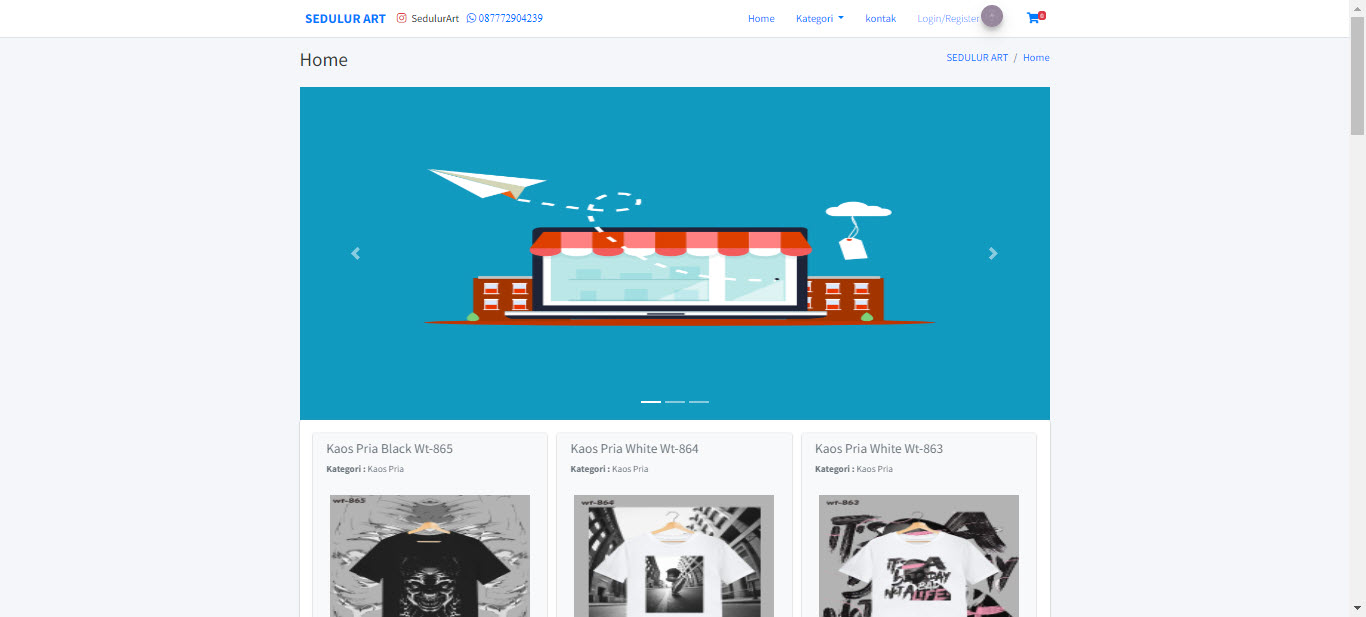 SEDULUR ART SedulurArt 087772904239 Home Kategori kontak Login/Register
Home
SEDULUR ART / Home
Kaos Pria Black Wt-865
Kategori : Kaos Pria
wt-865
Kaos Pria White Wt-864
Kategori : Kaos Pria
wt-864
Kaos Pria White Wt-863
Kategori : Kaos Pria
wt-863